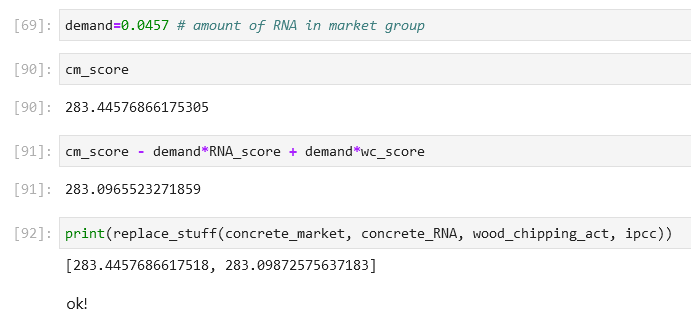 [69]: demand=0.0457 # amount of RNA in market group
[90]: cm_score
[90]: 283.44576866175305
[91]: cm_score - demand*RNA_score + demand*wc_score
[91]: 283.0965523271859
[92]: print(replace_stuff(concrete_market, concrete_RNA, wood_chipping_act, ipcc))
[283.4457686617518, 283.09872575637183]
ok!